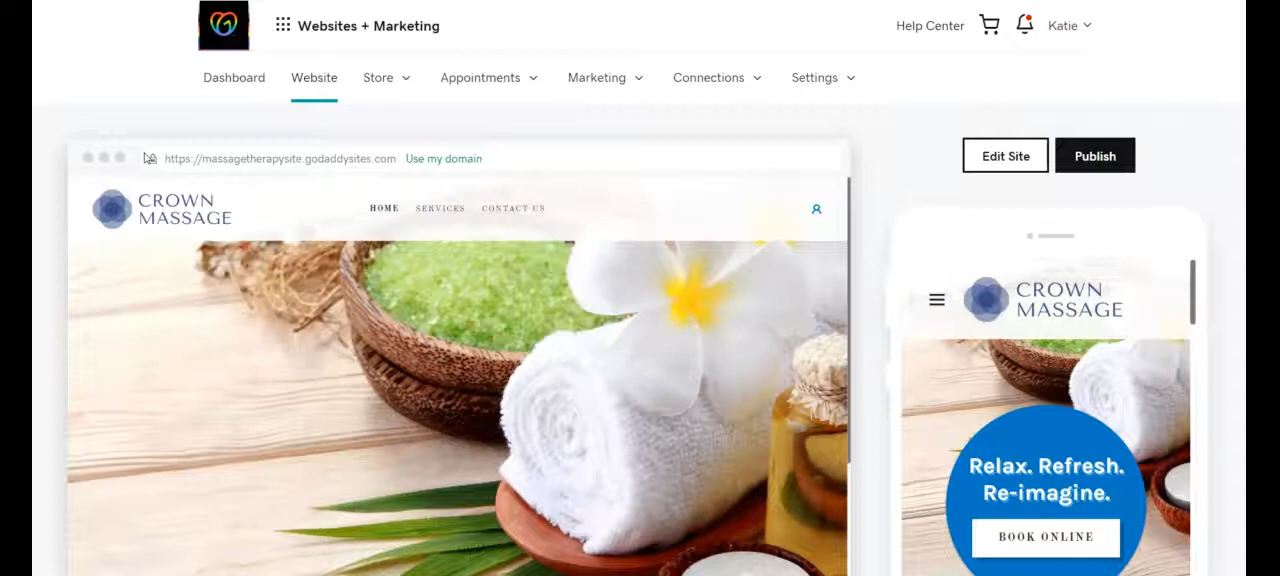 Websites + Marketing
Help Center
Katie
Dashboard Website Store Appointments Marketing Connections Settings
https://massagetherapysite.godaddysites.com Use my domain
Edit Site
Publish
CROWN
MASSAGE
HOME SERVICES CONTACT US
CROWN
MASSAGE
Relax. Refresh.
Re-imagine.
BOOK ONLINE